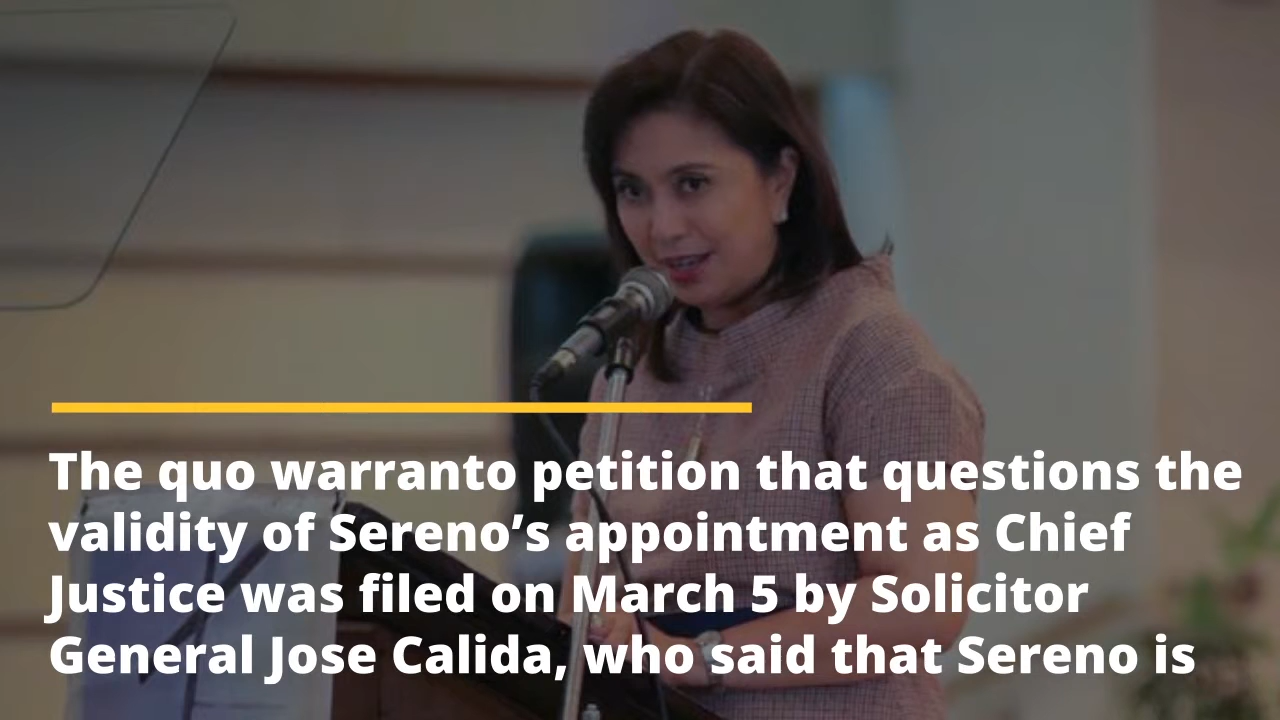 The quo warranto petition that questions the
validity of Sereno’s appointment as Chief
Justice was filed on March 5 by Solicitor
General Jose Calida, who said that Sereno is